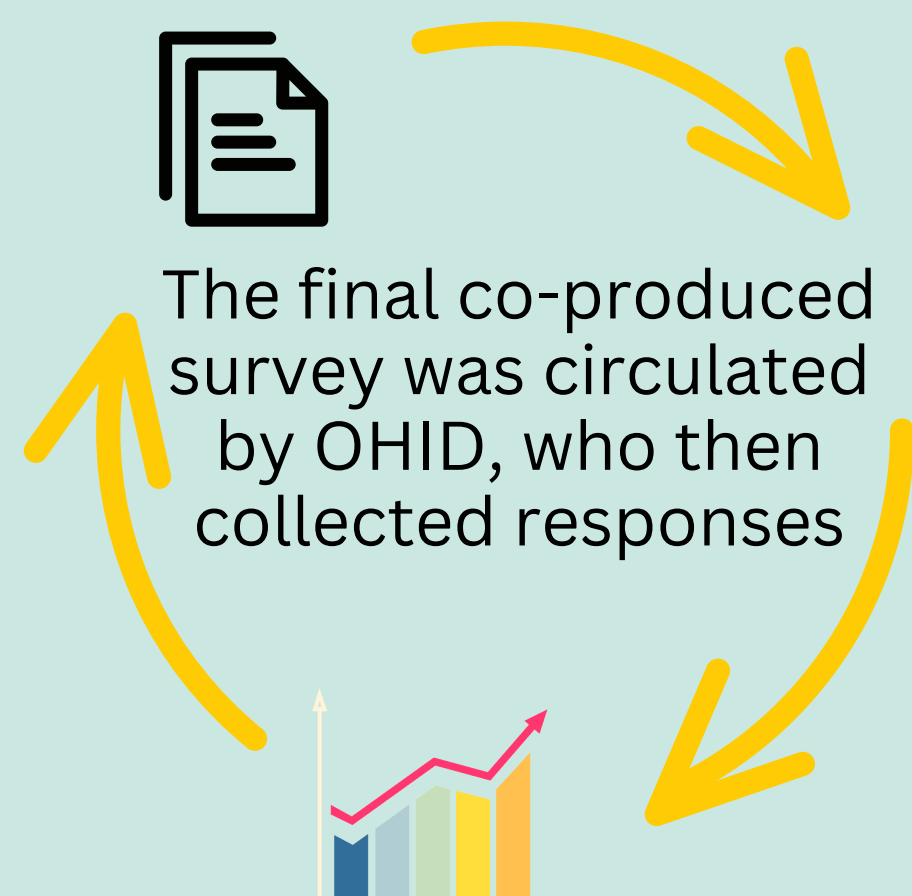 The final co-produced
survey was circulated
by OHID, who then
collected responses